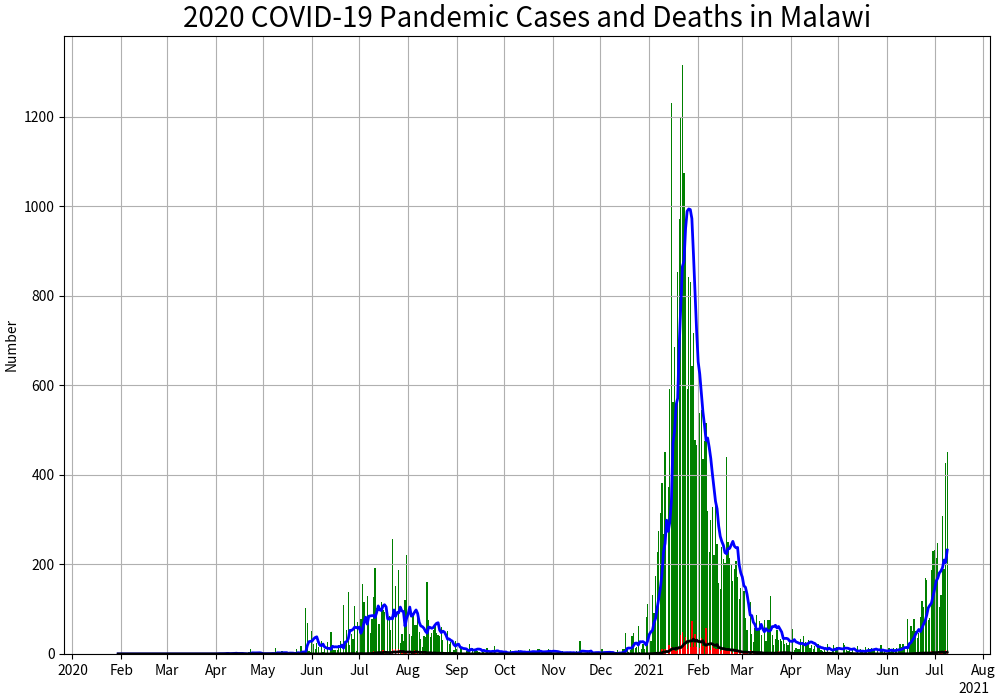 2020 COVID-19 Pandemic Cases and Deaths in Malawi
Number
1200
1000
800
600
400
200
0
2020 Feb Mar Apr May Jun Jul Aug Sep Oct Nov Dec 2021 Feb Mar Apr May Jun Jul Aug
2021